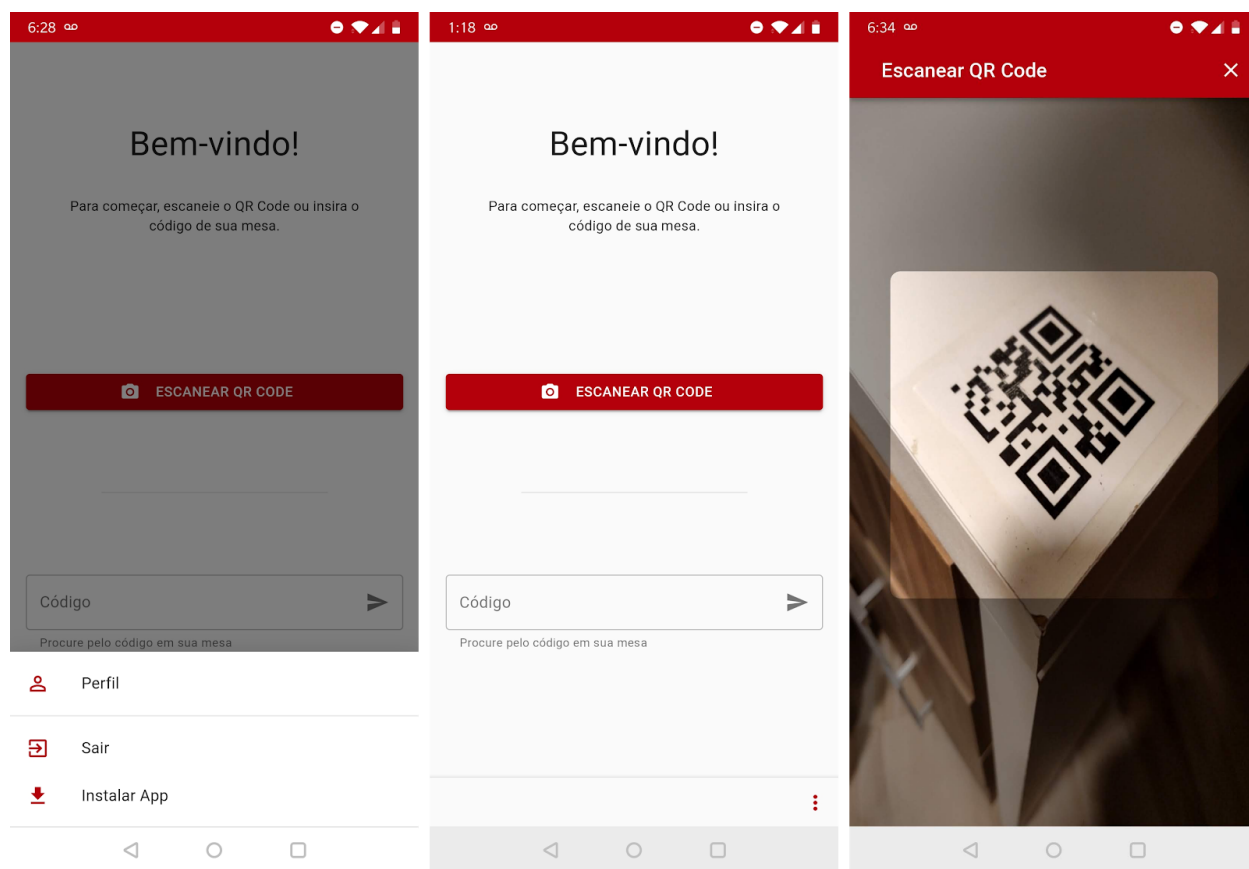 6:28
Bem-vindo!
Para começar, escaneie o QR Code ou insira o
código de sua mesa.
ESCANEAR QR CODE
Código
Procure pelo código em sua mesa
Perfil
Sair
Instalar App
1:18
Bem-vindo!
Para começar, escaneie o QR Code ou insira o
código de sua mesa.
ESCANEAR QR CODE
Código
Procure pelo código em sua mesa
6:34
Escanear QR Code